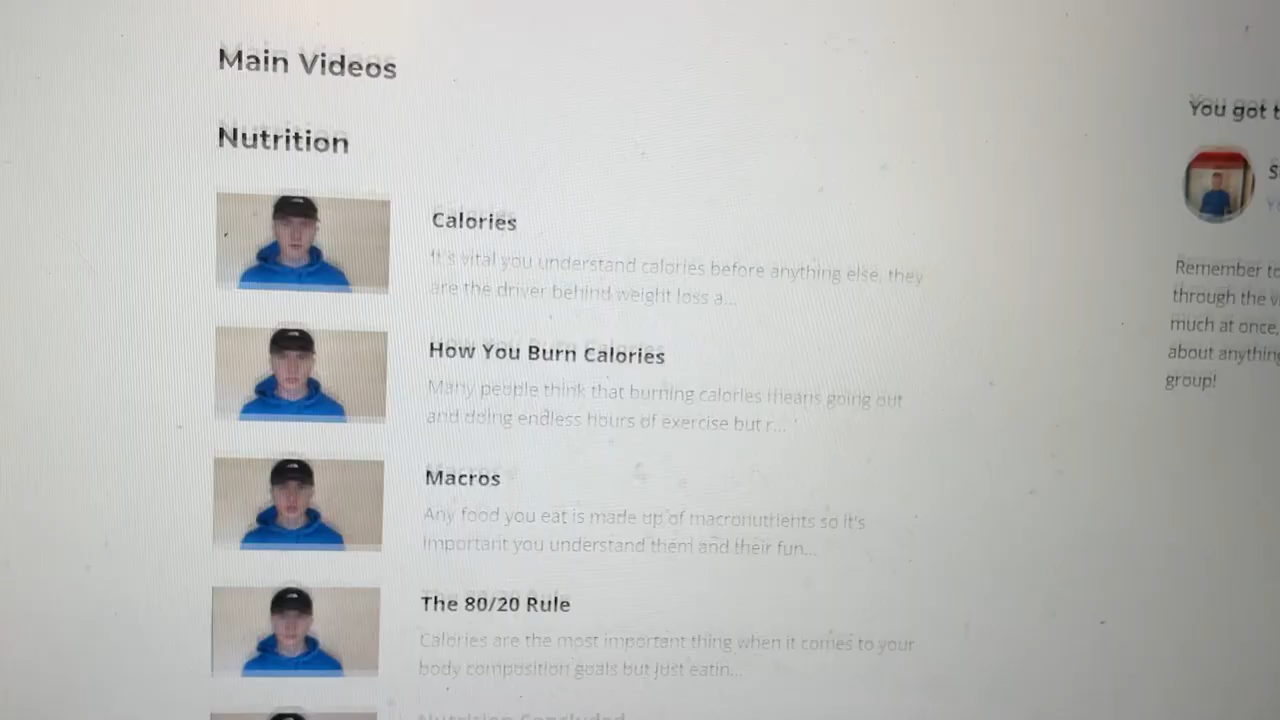 Main Videos
Nutrition
Calories
It's vital you understand calories before anything else, they
are the driver behind weight loss a...
How You Burn Calories
Many people think that burning calories means going out
and doing endless hours of exercise but r...
Macros
Any food you eat is made up of macronutrients so it's
important you understand them and their fun...
The 80/20 Rule
Calories are the most important thing when it comes to your
body composition goals but just eatin...
Nutrition Concluded
You got t
S
Remember to
through the v
much at once,
about anything
group!